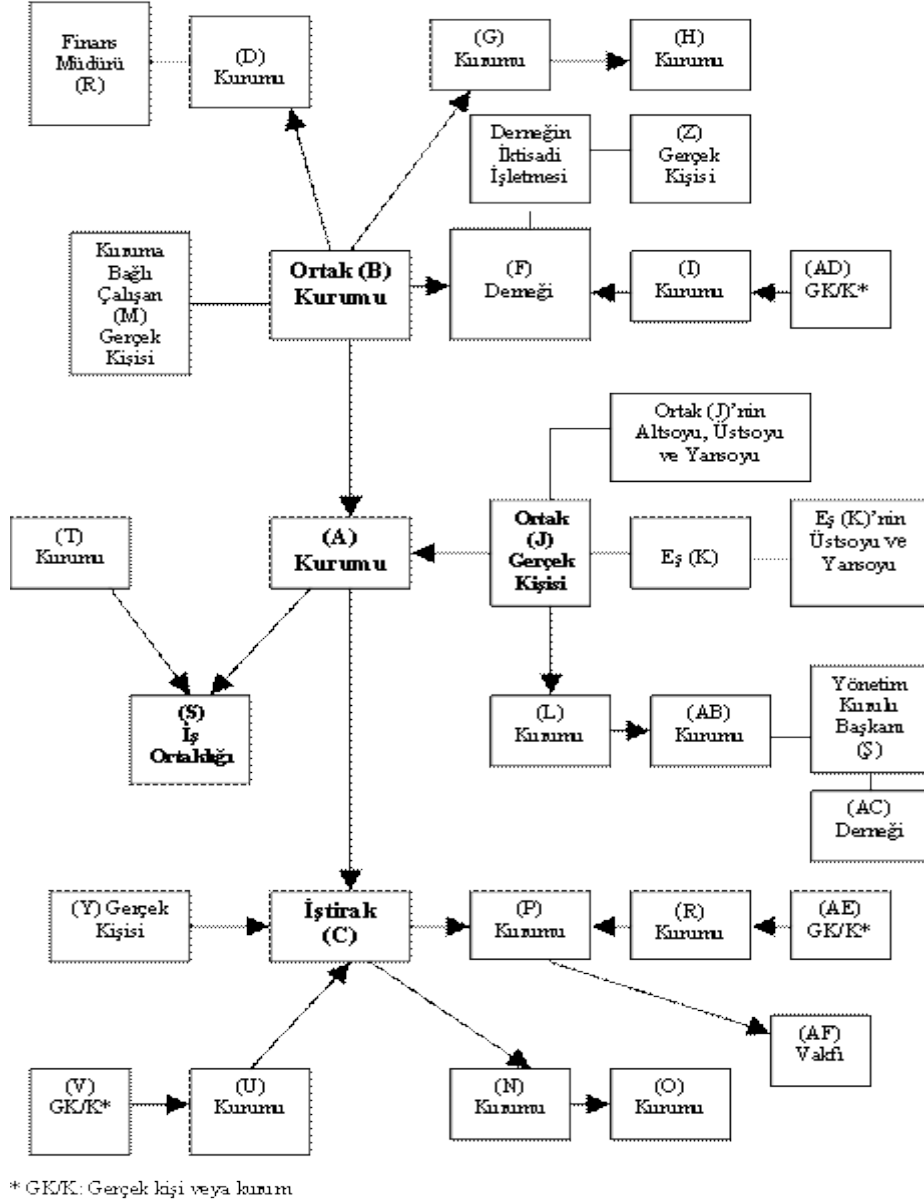 Finans
Müdürü
(R)
(D)
Kurumu
(G)
Kurumu
(H)
Kurumu
Derneğin
İktisadi
İşletmesi
(Z)
Gerçek
Kişisi
Kuruma
Bağlı
Çalışan
(M)
Gerçek
Kişisi
Ortak (B)
Kurumu
(F)
Derneği
(I)
Kurumu
(AD)
GK/K*
Ortak (J)'nin
Altsoyu, Üstsoyu
ve Yansoyu
(T)
Kurumu
(A)
Kurumu
Ortak
(J)
Gerçek
Kişisi
Eş (K)
Eş (K)'nin
Üstsoyu ve
Yansoyu
(S)
İş
Ortaklığı
(L)
Kurumu
(AB)
Kurumu
Yönetim
Kurulu
Başkanı
(Ş)
(AC)
Derneği
(Y) Gerçek
Kişisi
İştirak
(C)
(P)
Kurumu
(R)
Kurumu
(AE)
GK/K*
(AF)
Vakfı
(V)
GK/K*
(U)
Kurumu
(N)
Kurumu
(O)
Kurumu
* GK/K: Gerçek kişi veya kurum